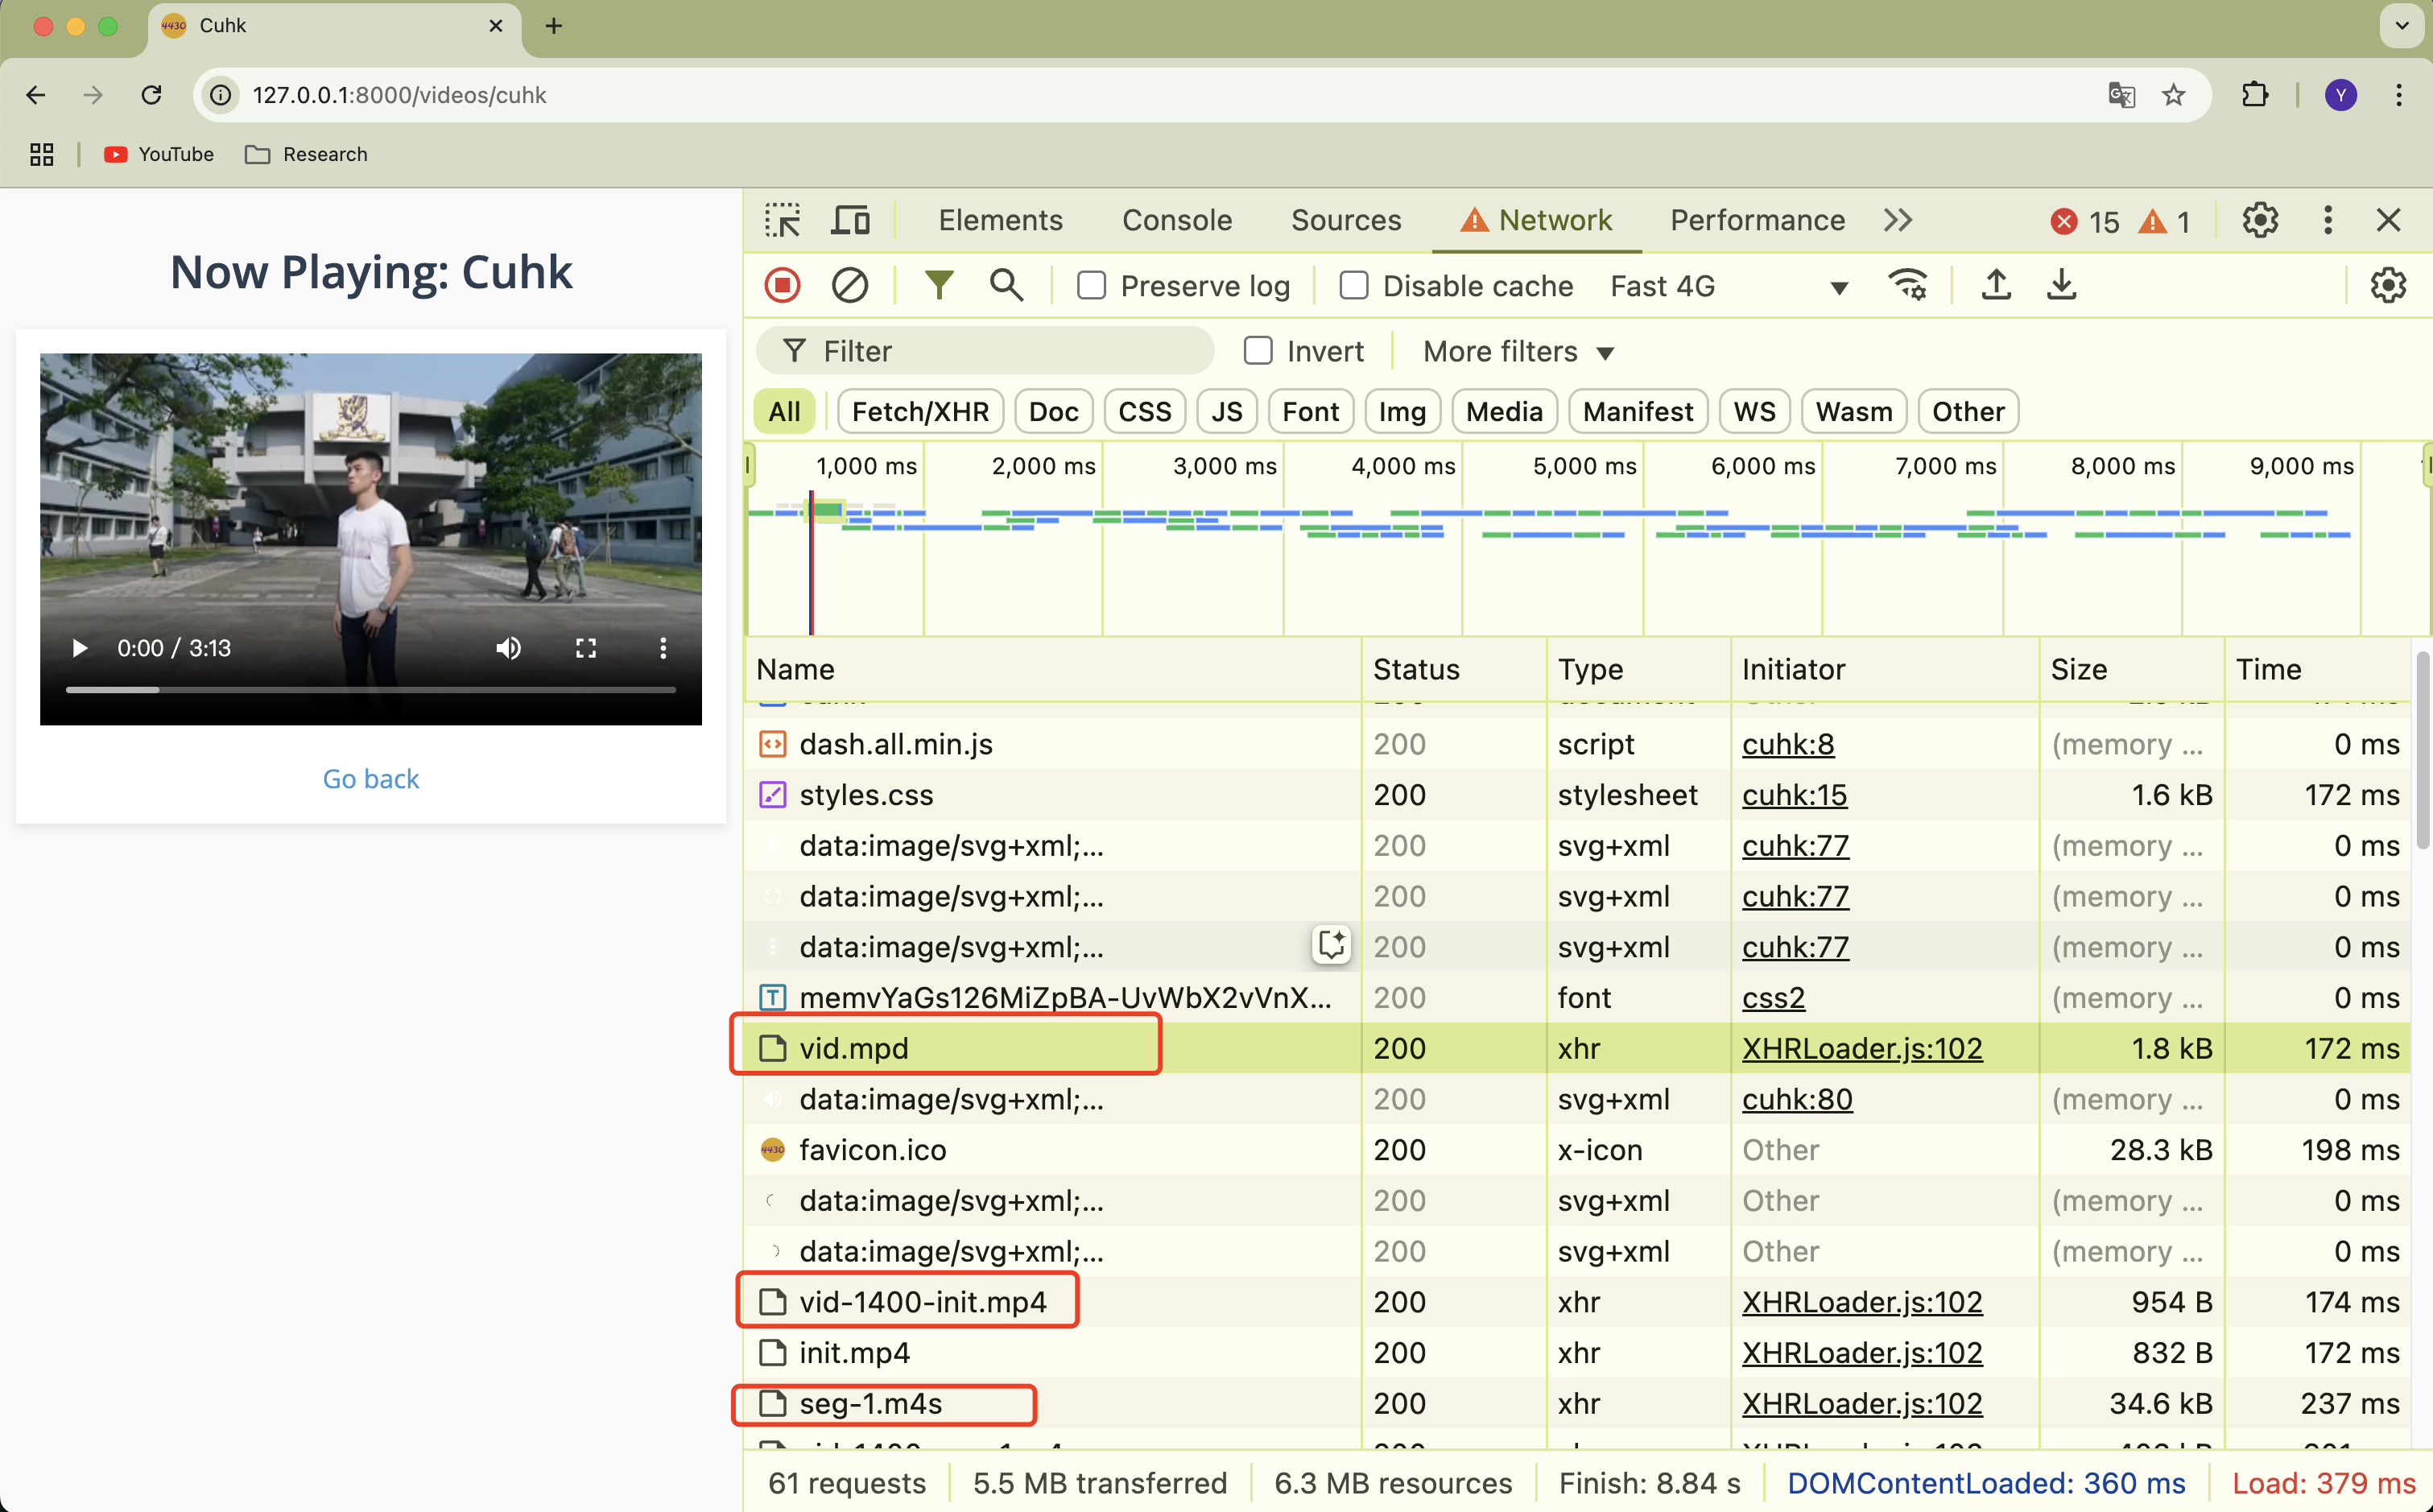 Cuhk
127.0.0.1:8000/videos/cuhk
Y
YouTube
Research
Now Playing: Cuhk
0:00 / 3:13
Go back
Elements Console Sources Network Performance 15 1
Preserve log Disable cache Fast 4G
Filter Invert More filters
All Fetch/XHR Doc CSS JS Font Img Media Manifest WS Wasm Other
1,000 ms 2,000 ms 3,000 ms 4,000 ms 5,000 ms 6,000 ms 7,000 ms 8,000 ms 9,000 ms
Name Status Type Initiator Size Time
dash.all.min.js 200 script cuhk:8 (memory ... 0 ms
styles.css 200 stylesheet cuhk:15 1.6 kB 172 ms
data:image/svg+xml;... 200 svg+xml cuhk:77 (memory ... 0 ms
data:image/svg+xml;... 200 svg+xml cuhk:77 (memory ... 0 ms
data:image/svg+xml;... 200 svg+xml cuhk:77 (memory ... 0 ms
memvYaGs126MiZpBA-UvWbX2vVnX... 200 font css2 (memory ... 0 ms
vid.mpd 200 xhr XHRLoader.js:102 1.8 kB 172 ms
data:image/svg+xml;... 200 svg+xml cuhk:80 (memory ... 0 ms
4430 favicon.ico 200 x-icon Other 28.3 kB 198 ms
data:image/svg+xml;... 200 svg+xml Other (memory ... 0 ms
data:image/svg+xml;... 200 svg+xml Other (memory ... 0 ms
vid-1400-init.mp4 200 xhr XHRLoader.js:102 954 B 174 ms
init.mp4 200 xhr XHRLoader.js:102 832 B 172 ms
seg-1.m4s 200 xhr XHRLoader.js:102 34.6 kB 237 ms
61 requests 5.5 MB transferred 6.3 MB resources Finish: 8.84 s DOMContentLoaded: 360 ms Load: 379 ms